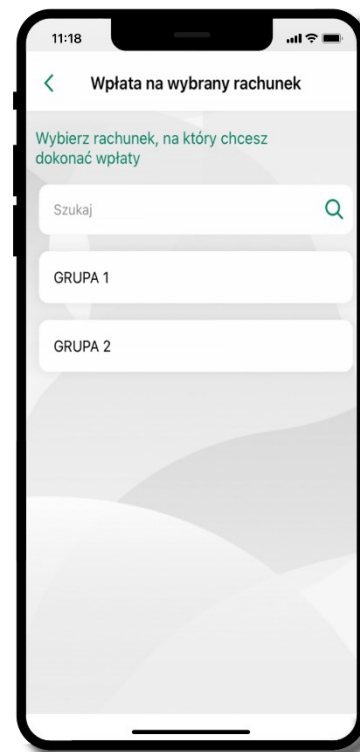 11:18
Wpłata na wybrany rachunek
Wybierz rachunek, na który chcesz
dokonać wpłaty
Szukaj
GRUPA 1
GRUPA 2